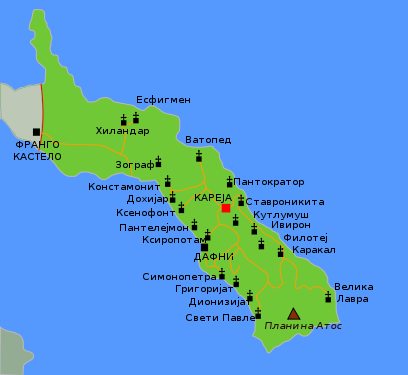 Есфигмен
Хиландар
Ватопед
ФРАНГО
КАСТЕЛО
Зограф
Пантократор
Констамонит
КАРЕЈА
Ставроникита
Дохијар
Ксенофонт
Кутлумуш
Ивирон
Пантелејмон
Филотеј
Ксиропотам
Каракал
ДАФНИ
Симонопетра
Григоријат
Велика
Лавра
Дионизијат
Свети Павле
Планина Атос